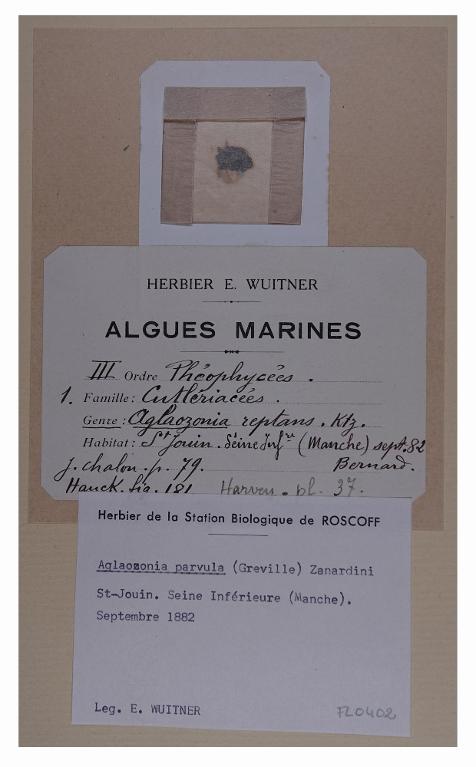 HERBIER E. WUITNER
ALGUES MARINES
III Ordre Phéophycées.
1. Famille: Cutlériacées.
Genre: Aglaozonia reptans. Ktz.
Habitat: St Jouin. Seine Infre (Manche) sept. 82
J. Chalon. p. 79. Bernard.
Hauck. fig. 181 Harvey. pl. 37.
Herbier de la Station Biologique de ROSCOFF
Aglaozonia parvula (Greville) Zanardini
St-Jouin. Seine Inférieure (Manche).
Septembre 1882
Leg. E. WUITNER FL0402